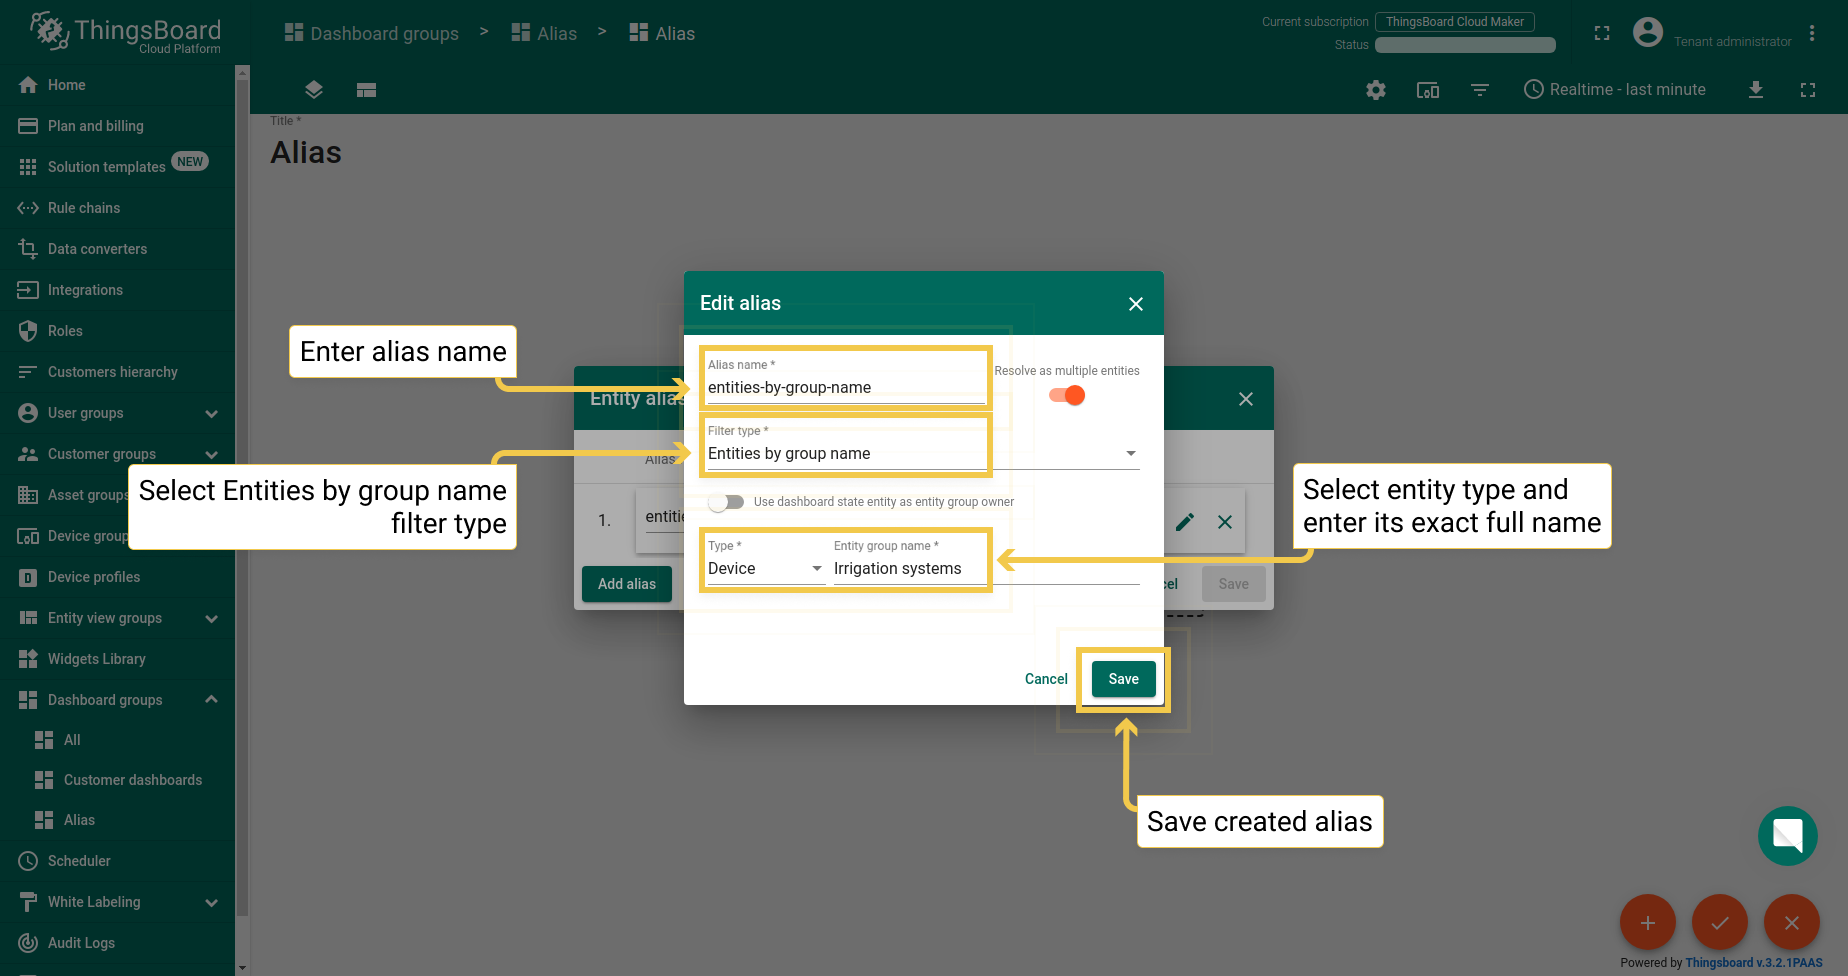 ThingsBoard
Cloud Platform
Dashboard groups > Alias > Alias
Current subscription ThingsBoard Cloud Maker
Status
Tenant administrator
Realtime - last minute
Home
Plan and billing
Solution templates NEW
Rule chains
Data converters
Integrations
Roles
Customers hierarchy
User groups
Customer groups
Asset groups
Device group
Device profiles
Entity view groups
Widgets Library
Dashboard groups
All
Customer dashboards
Alias
Scheduler
White Labeling
Audit Logs
Title *
Alias
Entity alias
Alias
1.
entitie
Add alias
cel
Save
Edit alias
Alias name *
entities-by-group-name
Resolve as multiple entities
Filter type *
Entities by group name
Use dashboard state entity as entity group owner
Type *
Device
Entity group name *
Irrigation systems
Cancel
Save
Enter alias name
Select Entities by group name
filter type
Select entity type and
enter its exact full name
Save created alias
Powered by Thingsboard v.3.2.1PAAS